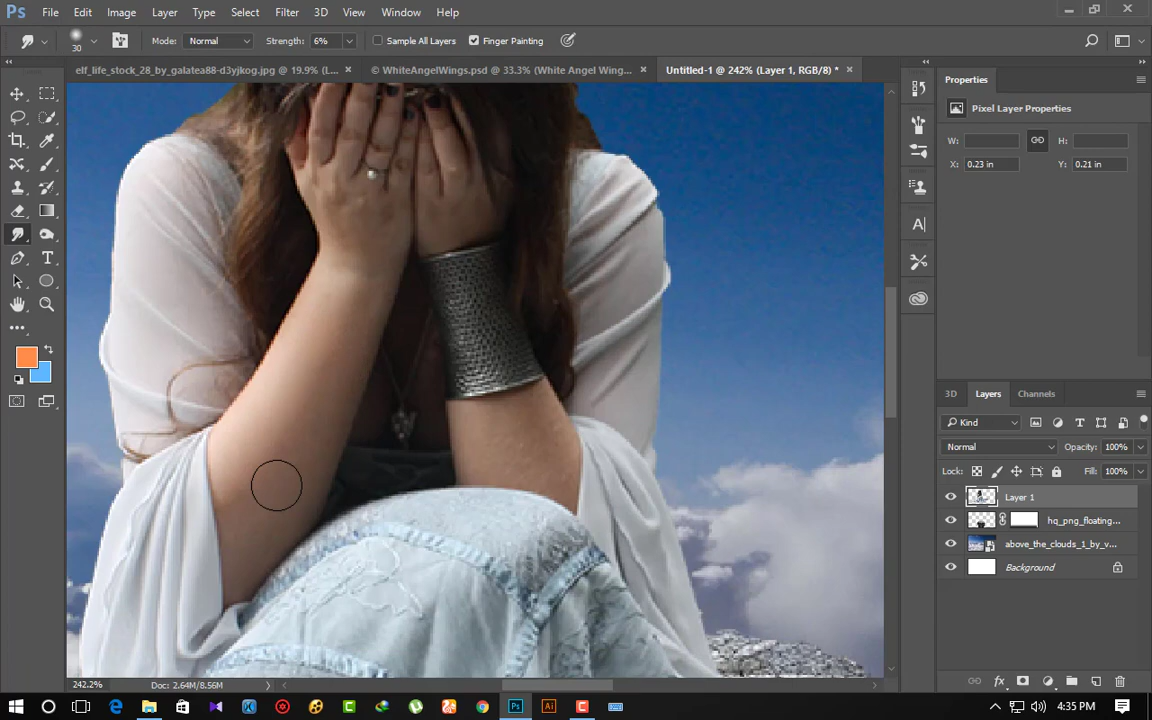 Ps File Edit Image Layer Type Select Filter 3D View Window Help
30 Mode: Normal Strength: 6% Sample All Layers Finger Painting
elf_life_stock_28_by_galatea88-d3yjkog.jpg @ 19.9% (L... × © WhiteAngelWings.psd @ 33.3% (White Angel Wing... × Untitled-1 @ 242% (Layer 1, RGB/8) * ×
Properties
Pixel Layer Properties
W: H:
X: 0.23 in Y: 0.21 in
3D Layers Channels
Kind
Normal Opacity: 100%
Lock: Fill: 100%
Layer 1
hq_png_floating...
above_the_clouds_1_by_v...
Background
242.2% Doc: 2.64M/8.56M
4:35 PM